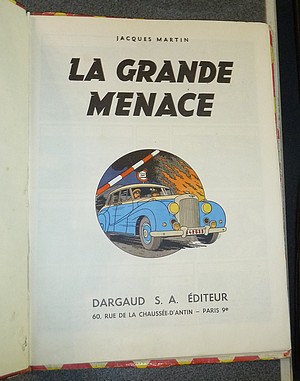 JACQUES MARTIN
LA GRANDE
MENACE
DARGAUD S. A. ÉDITEUR
60, RUE DE LA CHAUSSÉE-D'ANTIN — PARIS 9e